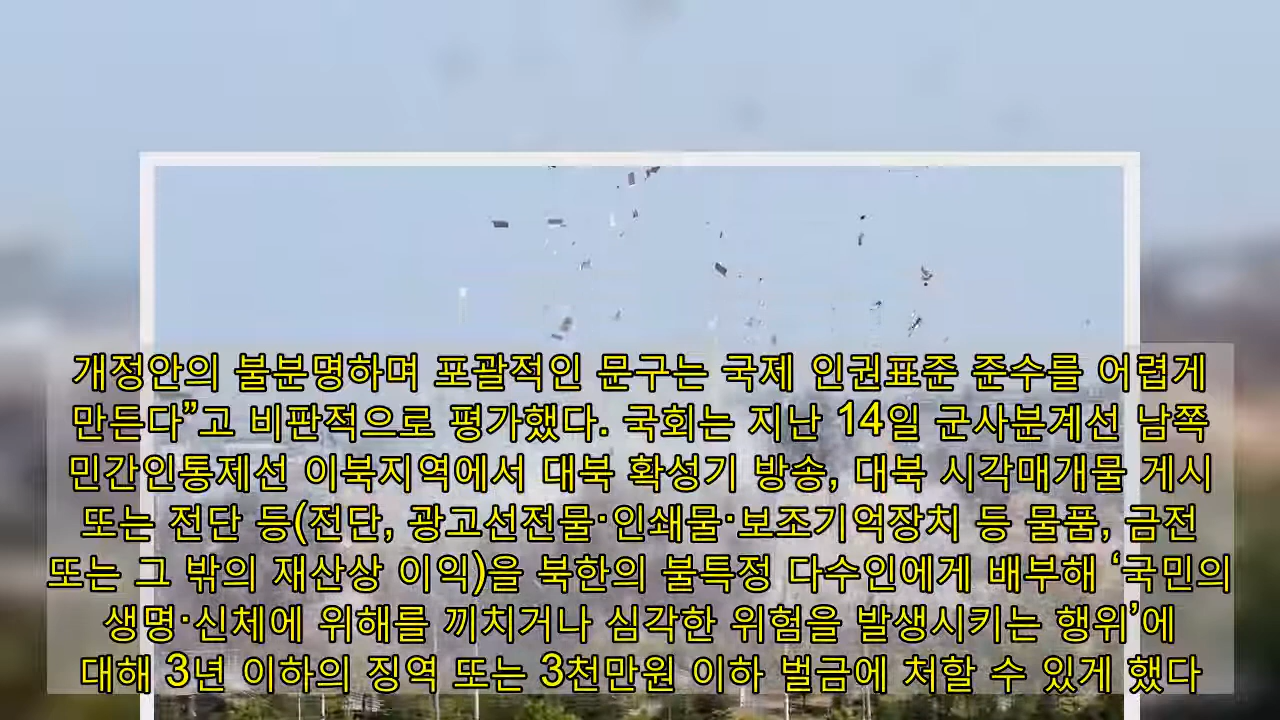 개정안의 불분명하며 포괄적인 문구는 국제 인권표준 준수를 어렵게
만든다”고 비판적으로 평가했다. 국회는 지난 14일 군사분계선 남쪽
민간인통제선 이북지역에서 대북 확성기 방송, 대북 시각매개물 게시
또는 전단 등(전단, 광고선전물·인쇄물·보조기억장치 등 물품, 금전
또는 그 밖의 재산상 이익)을 북한의 불특정 다수인에게 배부해 ‘국민의
생명·신체에 위해를 끼치거나 심각한 위험을 발생시키는 행위’에
대해 3년 이하의 징역 또는 3천만원 이하 벌금에 처할 수 있게 했다